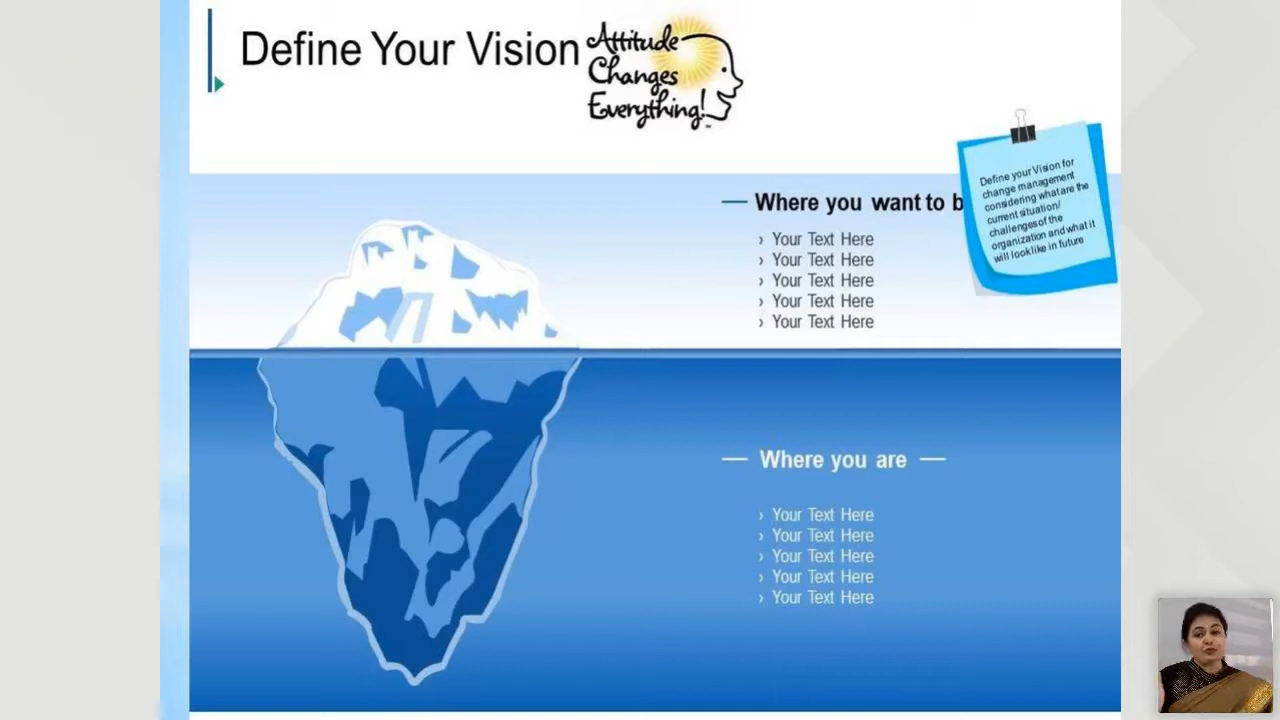 Define Your Vision
Attitude
Changes
Everything!
Where you want to b
› Your Text Here
› Your Text Here
› Your Text Here
› Your Text Here
› Your Text Here
Define your Vision for
change management
considering what are the
current situation/
challenges of the
organization and what it
will look like in future
Where you are
› Your Text Here
› Your Text Here
› Your Text Here
› Your Text Here
› Your Text Here